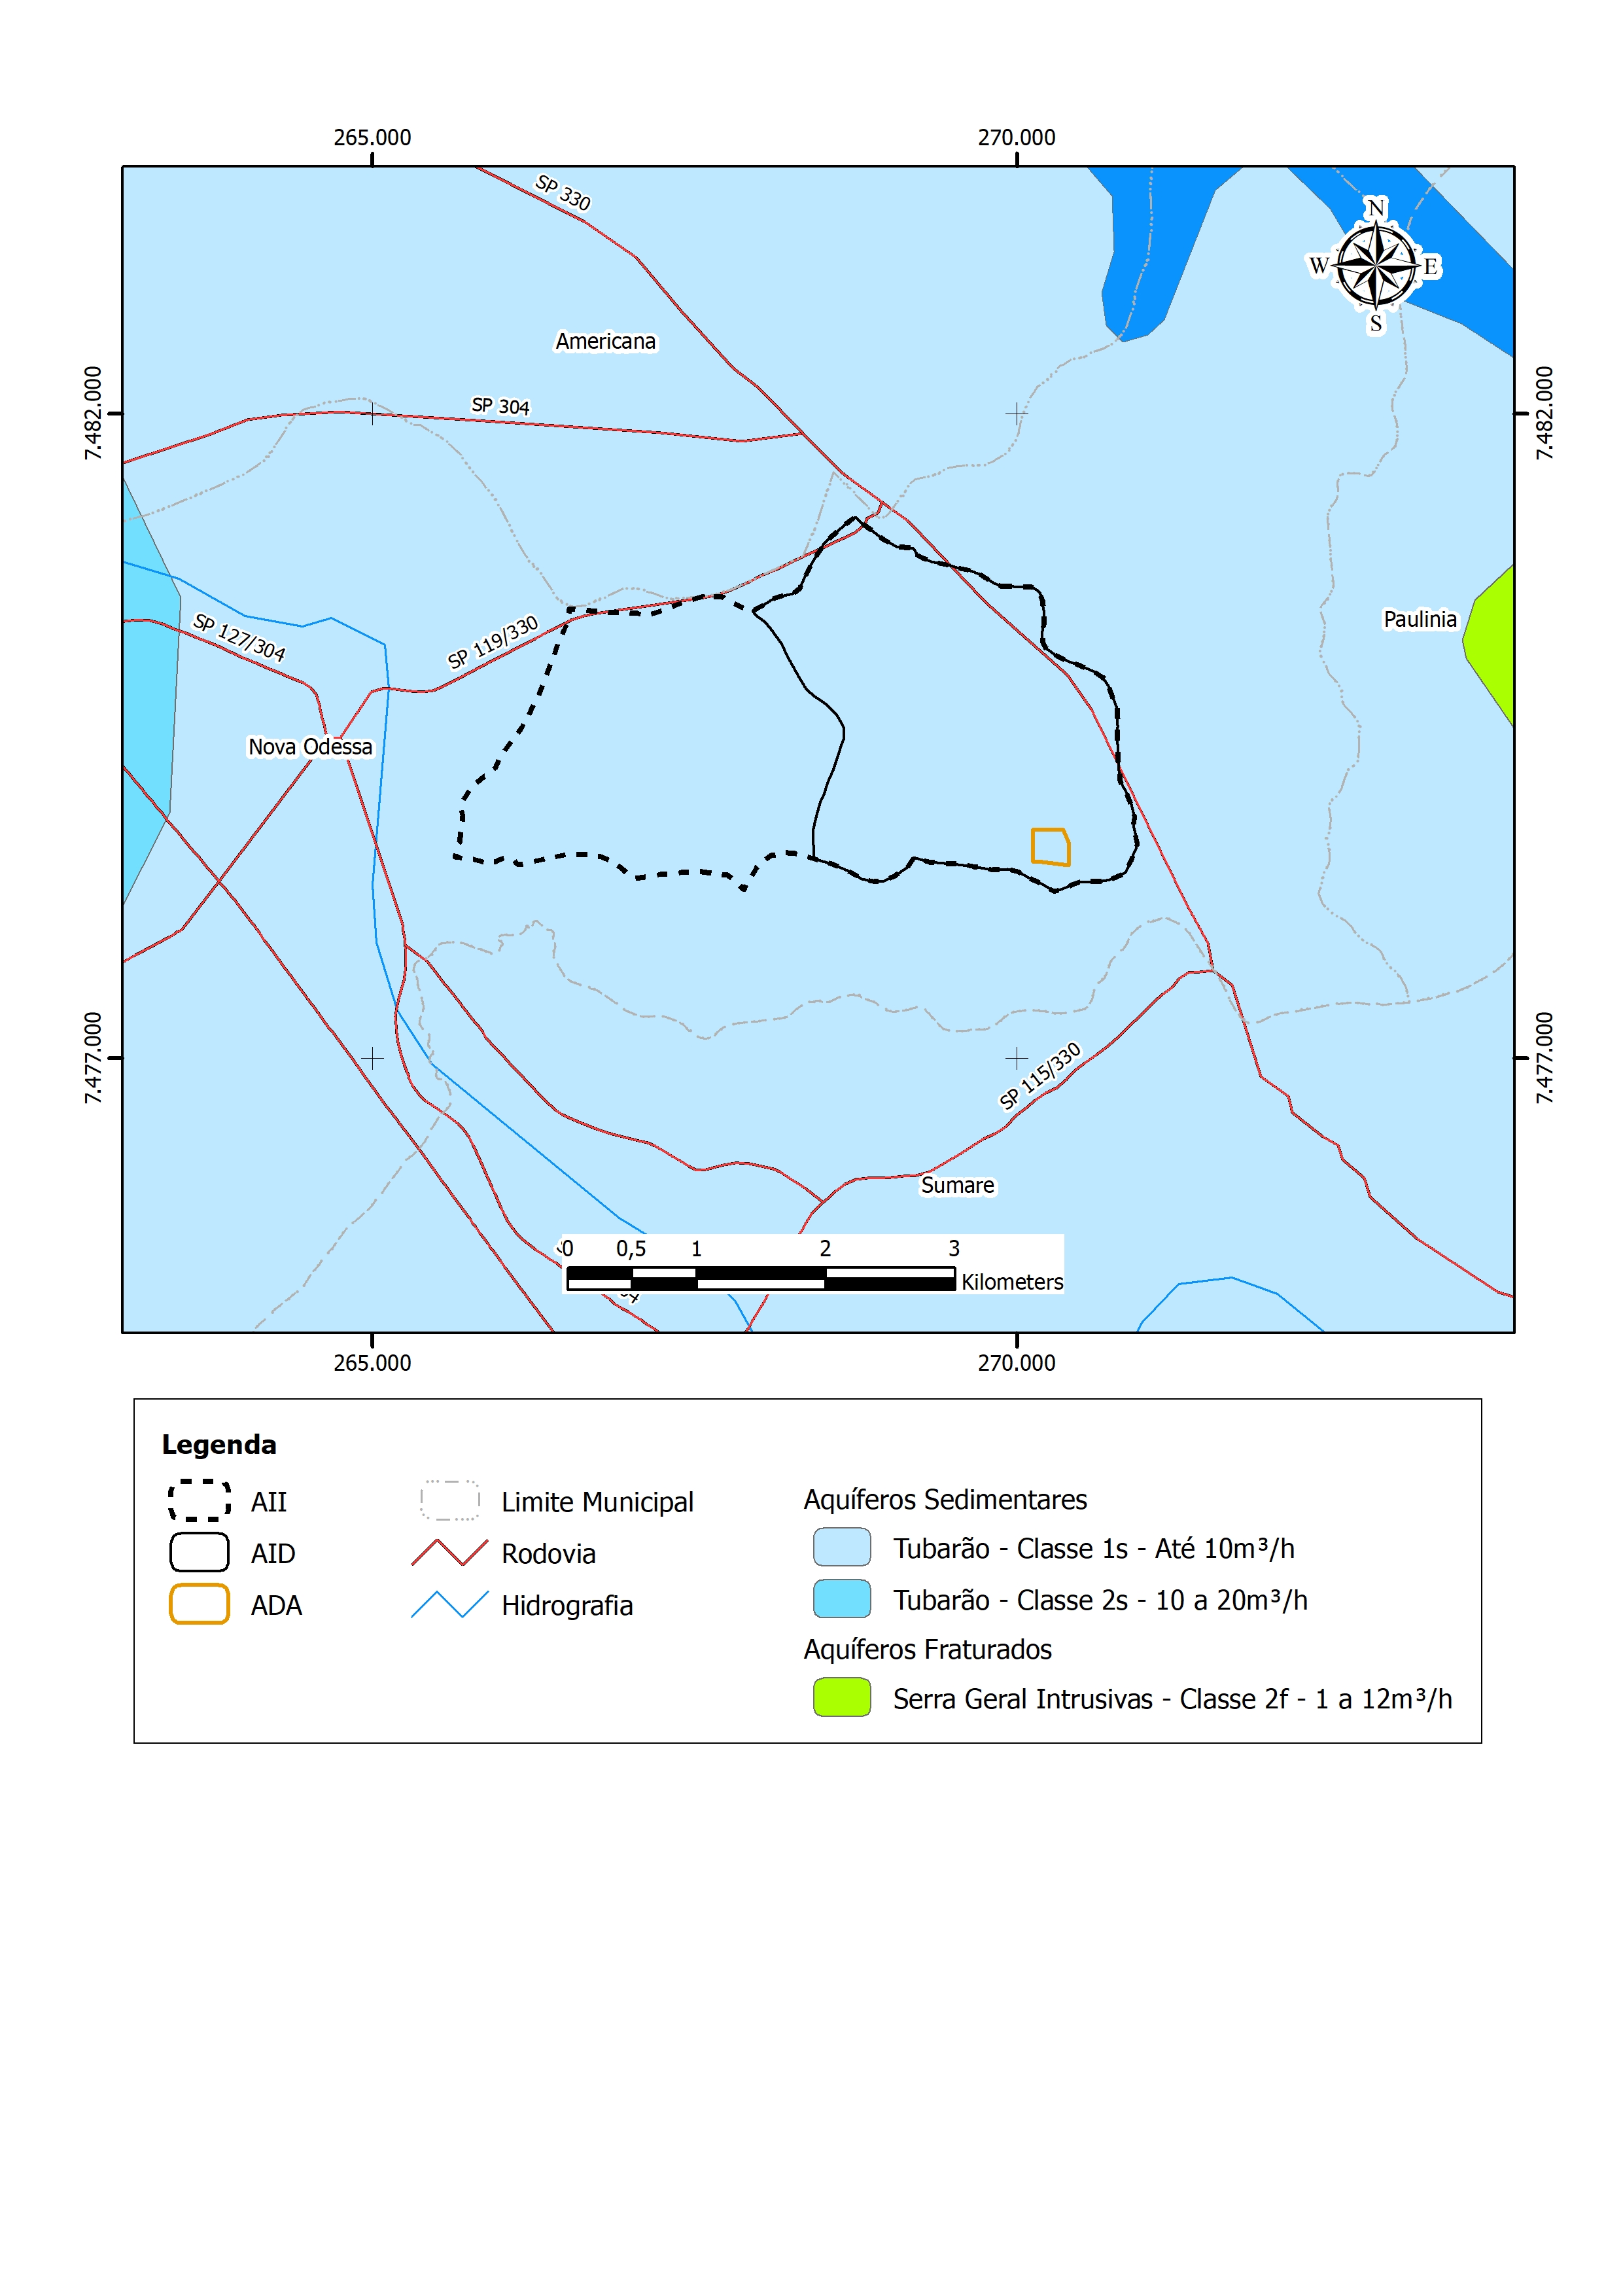 265.000
270.000
SP 330
N
W
E
S
Americana
7.482.000
7.482.000
SP 304
Paulinia
SP 127/304
SP 119/330
Nova Odessa
7.477.000
7.477.000
SP 115/330
Sumare
0 0,5 1 2 3
Kilometers
265.000
270.000
Legenda
AII
AID
ADA
Limite Municipal
Rodovia
Hidrografia
Aquíferos Sedimentares
Tubarão - Classe 1s - Até 10m³/h
Tubarão - Classe 2s - 10 a 20m³/h
Aquíferos Fraturados
Serra Geral Intrusivas - Classe 2f - 1 a 12m³/h